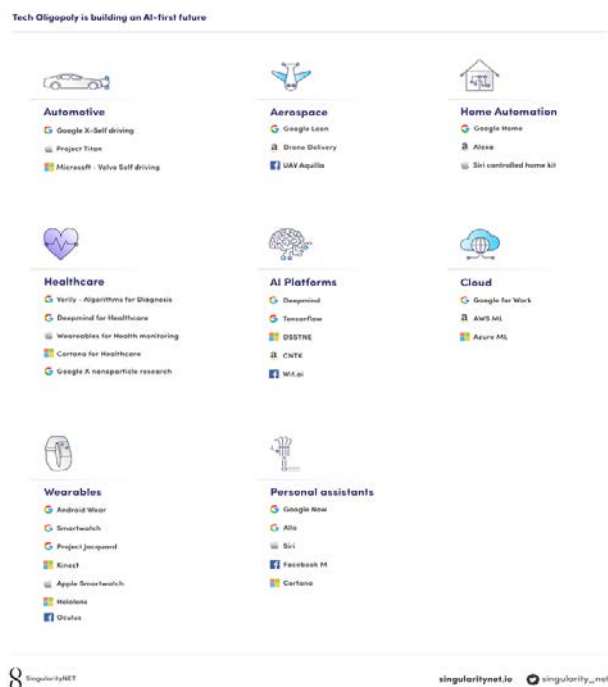 Tech Oligopoly is building an AI-first future
Automotive
Google X-Self driving
Project Titan
Microsoft - Volvo Self driving
Aerospace
Google Loon
Drone Delivery
UAV Aquilla
Home Automation
Google Home
Alexa
Siri controlled home kit
Healthcare
Verily - Algorithms for Diagnosis
Deepmind for Healthcare
Weareables for Health monitoring
Cortana for Healthcare
Google X nanoparticle research
AI Platforms
Deepmind
Tensorflow
DSSTNE
CNTK
Wit.ai
Cloud
Google for Work
AWS ML
Azure ML
Wearables
Android Wear
Smartwatch
Project Jacquard
Kinect
Apple Smartwatch
Hololens
Oculus
Personal assistants
Google Now
Allo
Siri
Facebook M
Cortana
SingularityNET
singularitynet.io
singularity_net